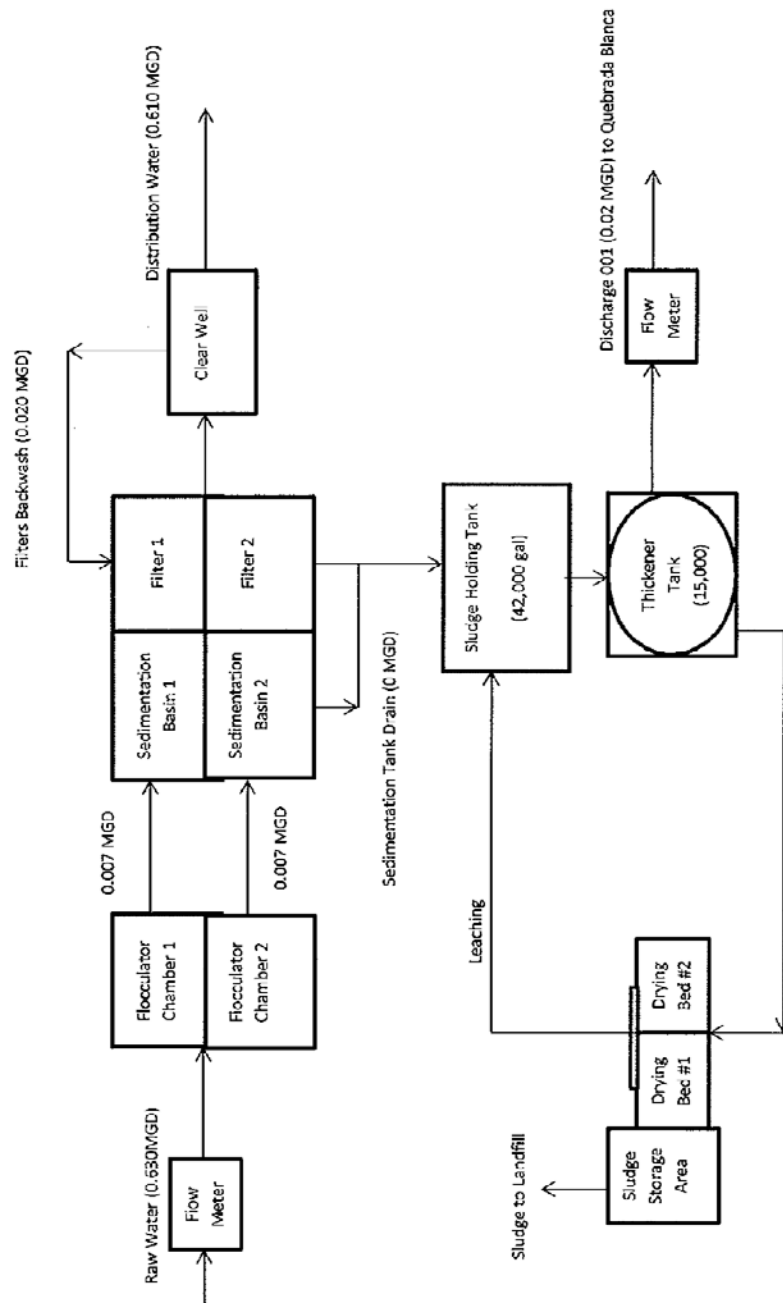 Raw Water (0.630MGD)
Flow
Meter
Flocculator
Chamber 1
Flocculator
Chamber 2
0.007 MGD
0.007 MGD
Sedimentation
Basin 1
Sedimentation
Basin 2
Filter 1
Filter 2
Filters Backwash (0.020 MGD)
Clear Well
Distribution Water (0.610 MGD)
Sedimentation Tank Drain (0 MGD)
Sludge Holding Tank
(42,000 gal)
Thickener
Tank
(15,000)
Flow
Meter
Discharge 001 (0.02 MGD) to Quebrada Blanca
Leaching
Drying
Bed #1
Drying
Bed #2
Sludge
Storage
Area
Sludge to Landfill